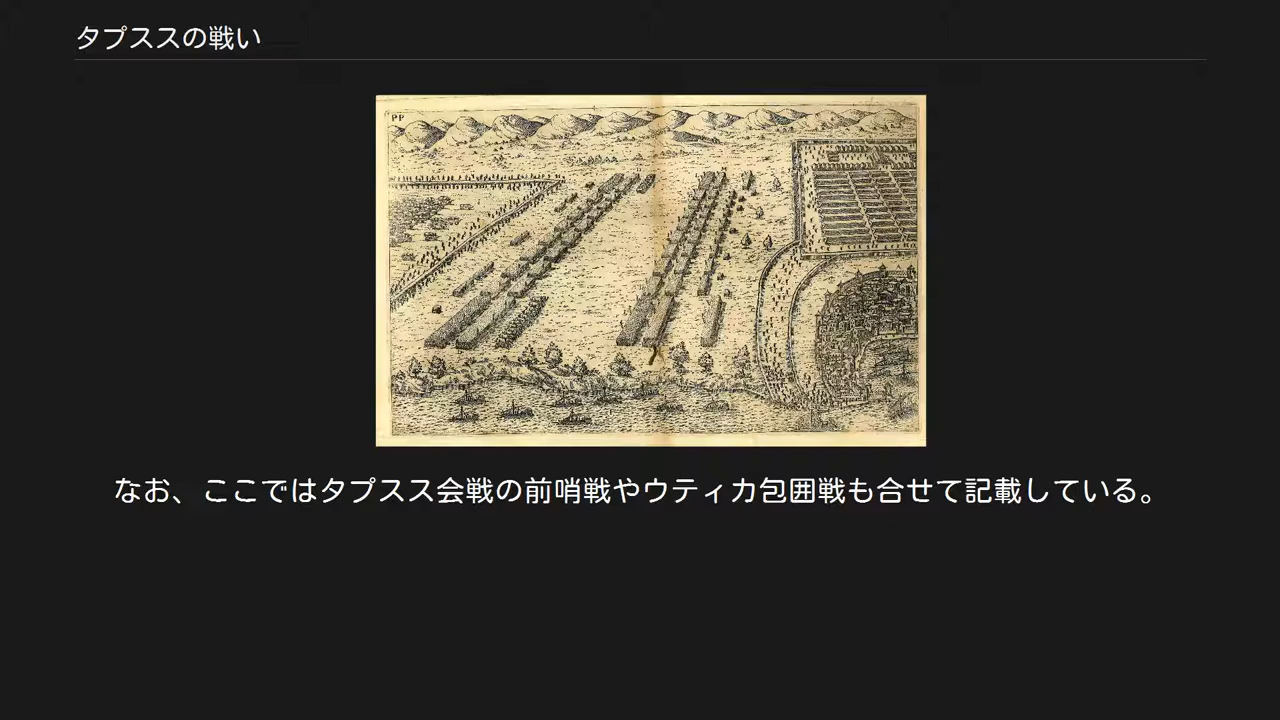 タプススの戦い
PP
なお、ここではタプスス会戦の前哨戦やウティカ包囲戦も合せて記載している。